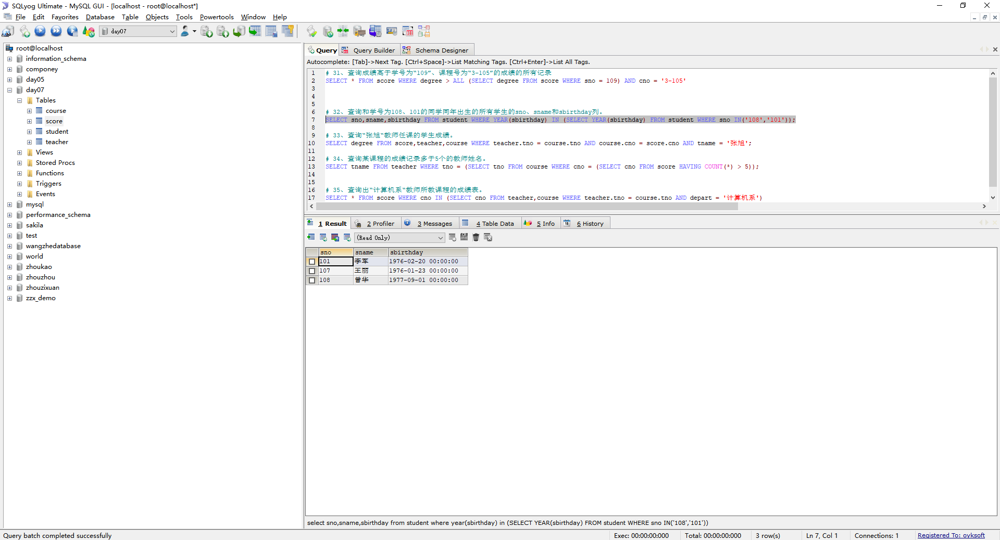 SQLyog Ultimate - MySQL GUI - [localhost - root@localhost*]
File Edit Favorites Database Table Objects Tools Powertools Window Help
day07
root@localhost
information_schema
componey
day05
day07
Tables
course
score
student
teacher
Views
Stored Procs
Functions
Triggers
Events
mysql
performance_schema
sakila
test
wangzhedatabase
world
zhoukao
zhouzhou
zhouzixuan
zzx_demo
Query Query Builder Schema Designer
Autocomplete: [Tab]->Next Tag. [Ctrl+Space]->List Matching Tags. [Ctrl+Enter]->List All Tags.
1 # 31、查询成绩高于学号为“109”、课程号为“3-105”的成绩的所有记录
2 SELECT * FROM score WHERE degree > ALL (SELECT degree FROM score WHERE sno = 109) AND cno = '3-105'
3
4
5
6 # 32、查询和学号为108、101的同学同年出生的所有学生的sno、sname和sbirthday列。
7 SELECT sno,sname,sbirthday FROM student WHERE YEAR(sbirthday) IN (SELECT YEAR(sbirthday) FROM student WHERE sno IN('108','101'));
8
9 # 33、查询“张旭“教师任课的学生成绩。
10 SELECT degree FROM score,teacher,course WHERE teacher.tno = course.tno AND course.cno = score.cno AND tname = '张旭';
11
12 # 34、查询某课程的成绩记录多于5个的教师姓名。
13 SELECT tname FROM teacher WHERE tno = (SELECT tno FROM course WHERE cno = (SELECT cno FROM score HAVING COUNT(*) > 5));
14
15
16 # 35、查询出“计算机系“教师所教课程的成绩表。
17 SELECT * FROM score WHERE cno IN (SELECT cno FROM teacher,course WHERE teacher.tno = course.tno AND depart = '计算机系')
1 Result 2 Profiler 3 Messages 4 Table Data 5 Info 6 History
(Read Only)
sno sname sbirthday
101 李军 1976-02-20 00:00:00
107 王丽 1976-01-23 00:00:00
108 曾华 1977-09-01 00:00:00
select sno,sname,sbirthday from student where year(sbirthday) in (SELECT YEAR(sbirthday) FROM student WHERE sno IN('108','101'))
Query batch completed successfully Exec: 00:00:00:000 Total: 00:00:00:000 3 row(s) Ln 7, Col 1 Connections: 1 Registered To: oyksoft